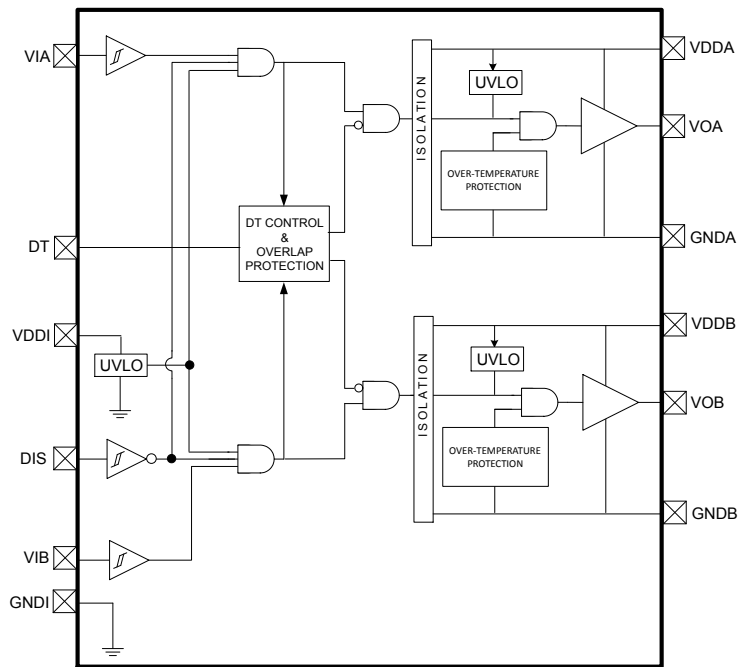 VIA
DT
VDDI
DIS
VIB
GNDI
UVLO
DT CONTROL
&
OVERLAP
PROTECTION
ISOLATION
UVLO
OVER-TEMPERATURE
PROTECTION
VDDA
VOA
GNDA
ISOLATION
UVLO
OVER-TEMPERATURE
PROTECTION
VDDB
VOB
GNDB